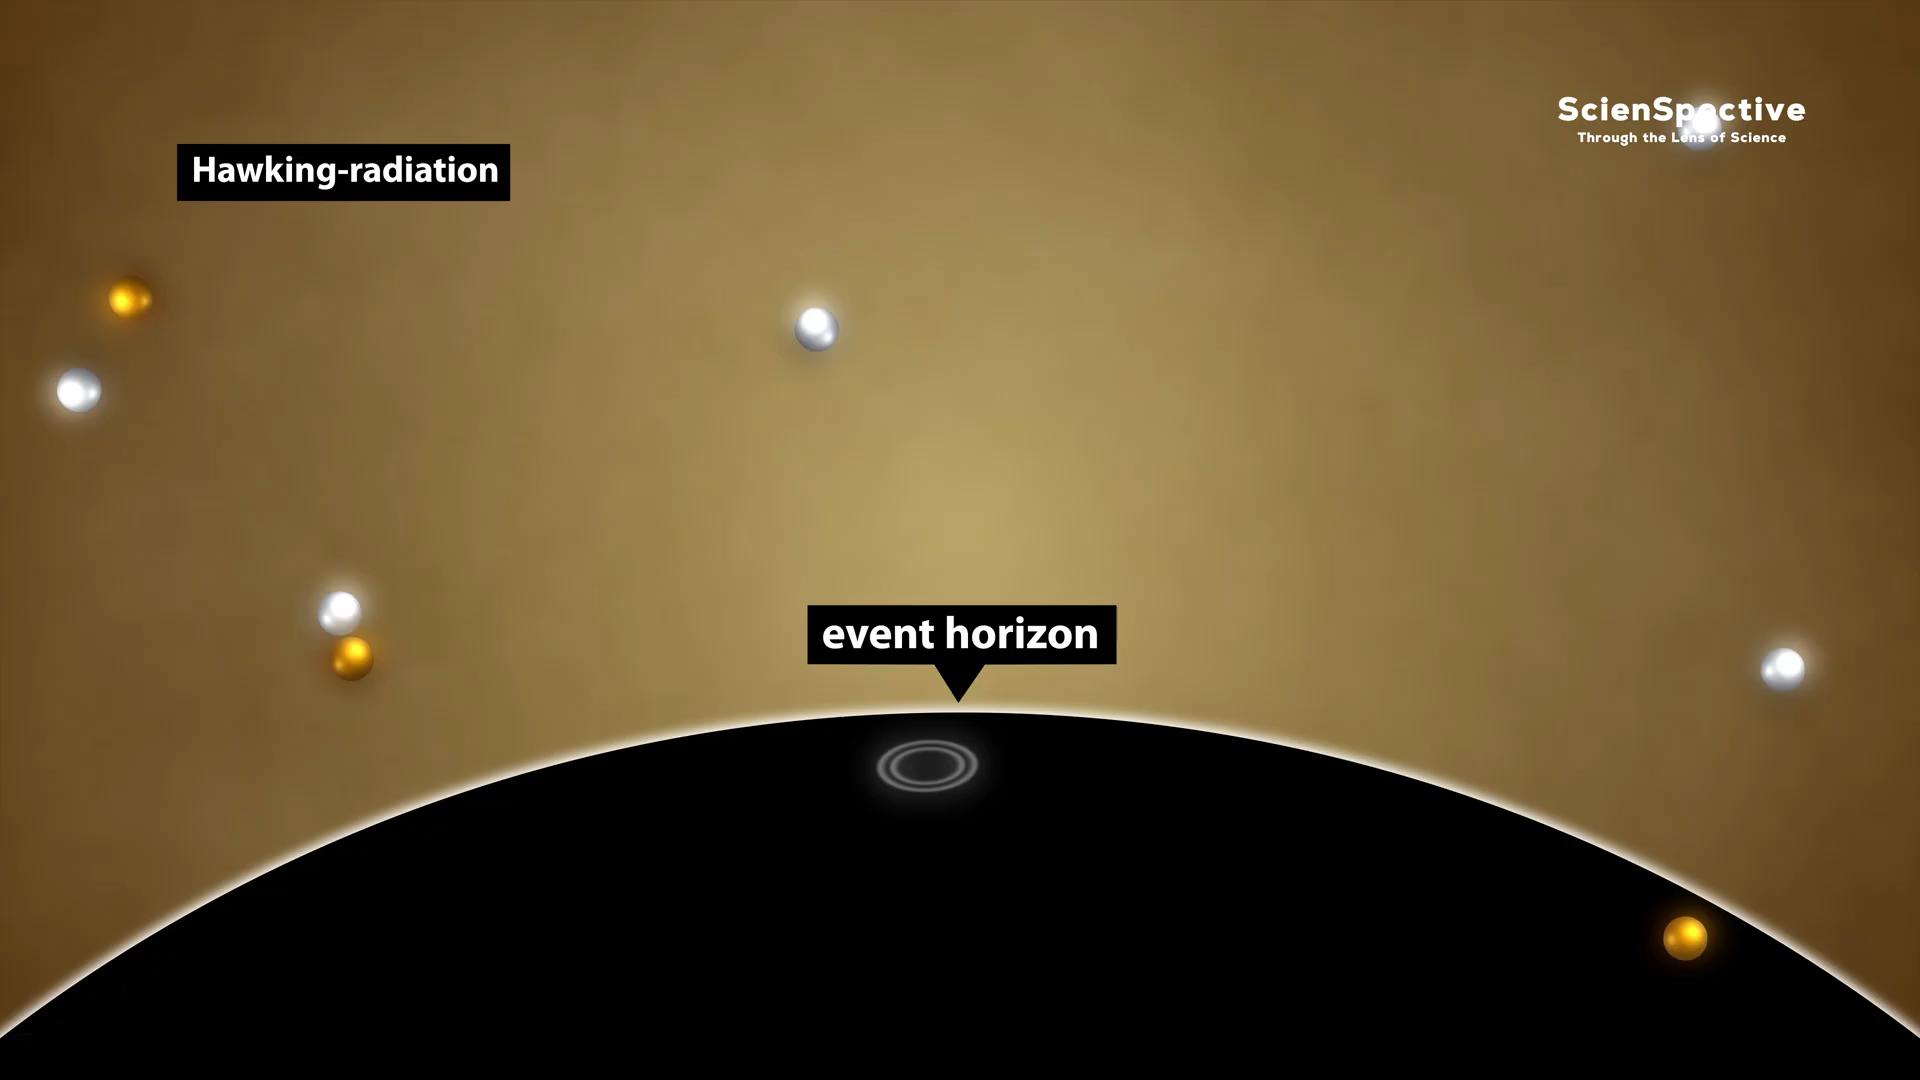 ScienSpective
Through the Lens of Science
Hawking-radiation
event horizon